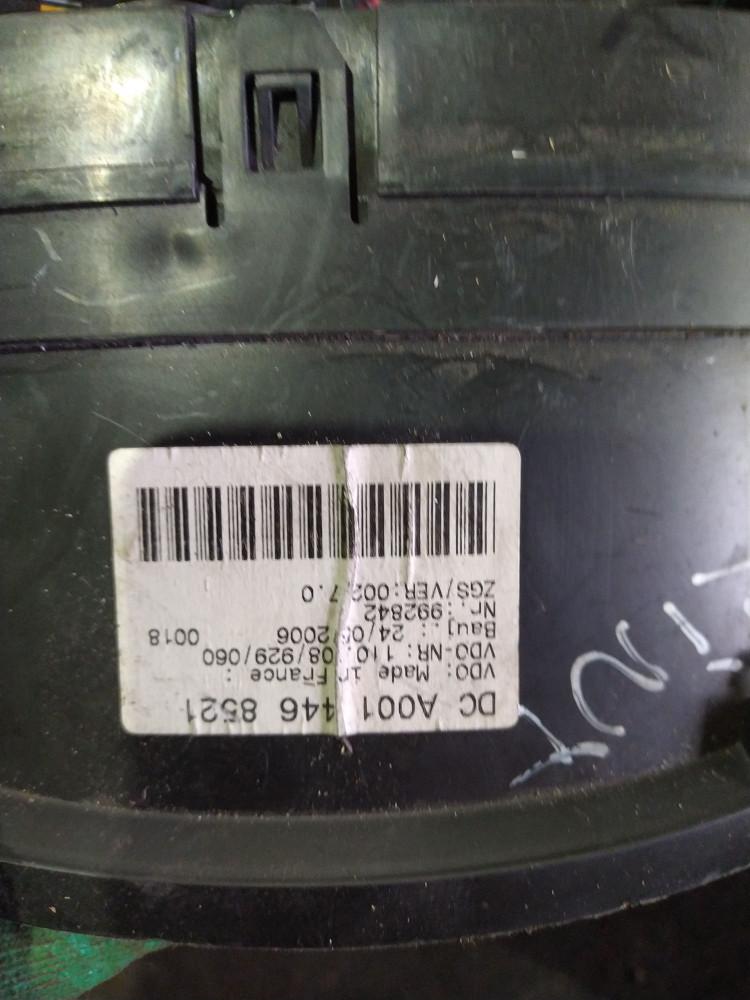 DC A001 446 8521
VDO: Made in France :
VDO-NR: 110. 08/929/060
Bauj.: 24/0 /2006 0018
Nr.: 992842
ZGS/VER:002 7.0